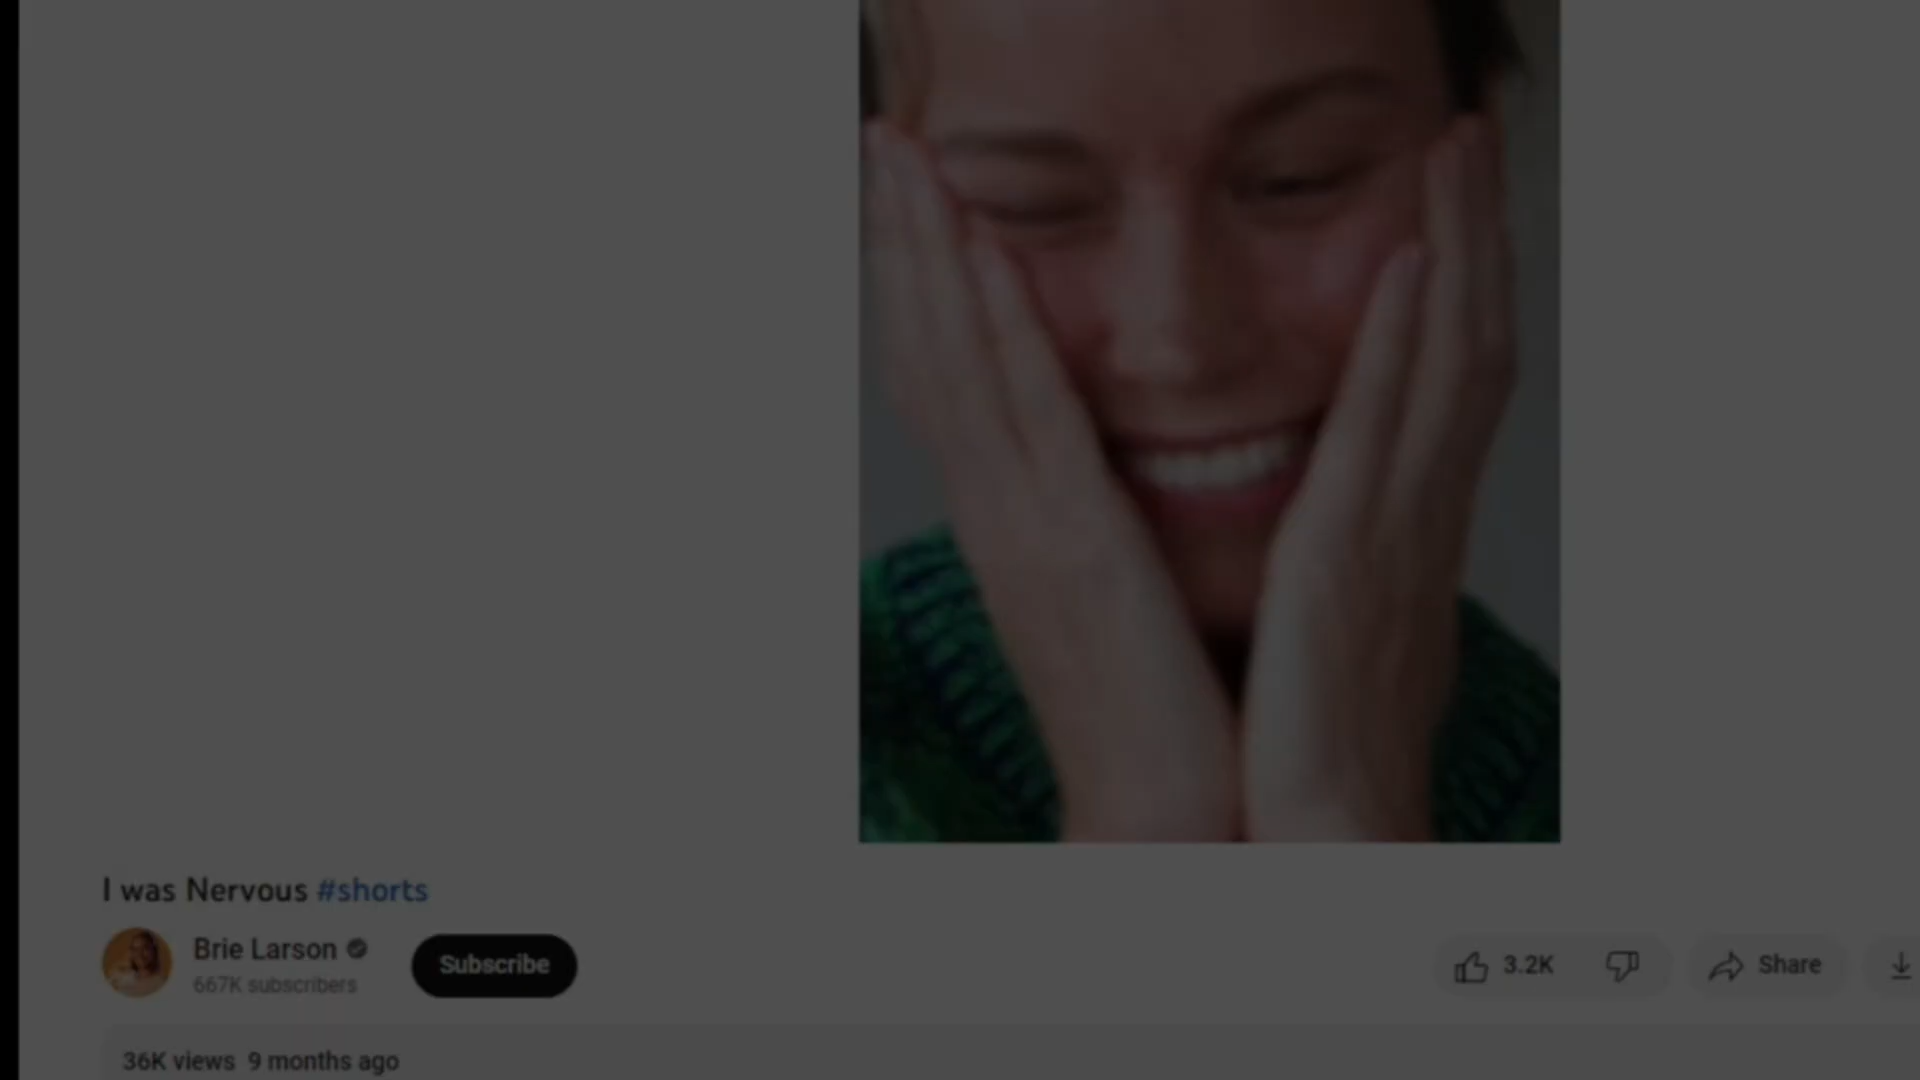 I was Nervous #shorts
Brie Larson
667K subscribers
Subscribe
3.2K
Share
36K views 9 months ago